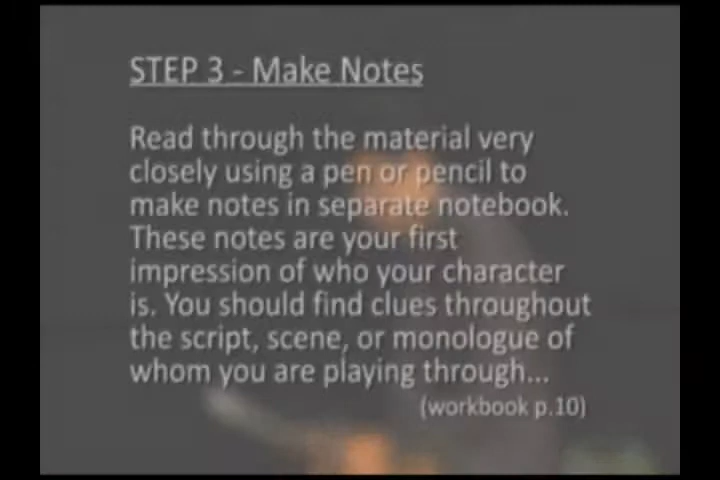 STEP 3 - Make Notes
Read through the material very
closely using a pen or pencil to
make notes in separate notebook.
These notes are your first
impression of who your character
is. You should find clues throughout
the script, scene, or monologue of
whom you are playing through...
(workbook p.10)